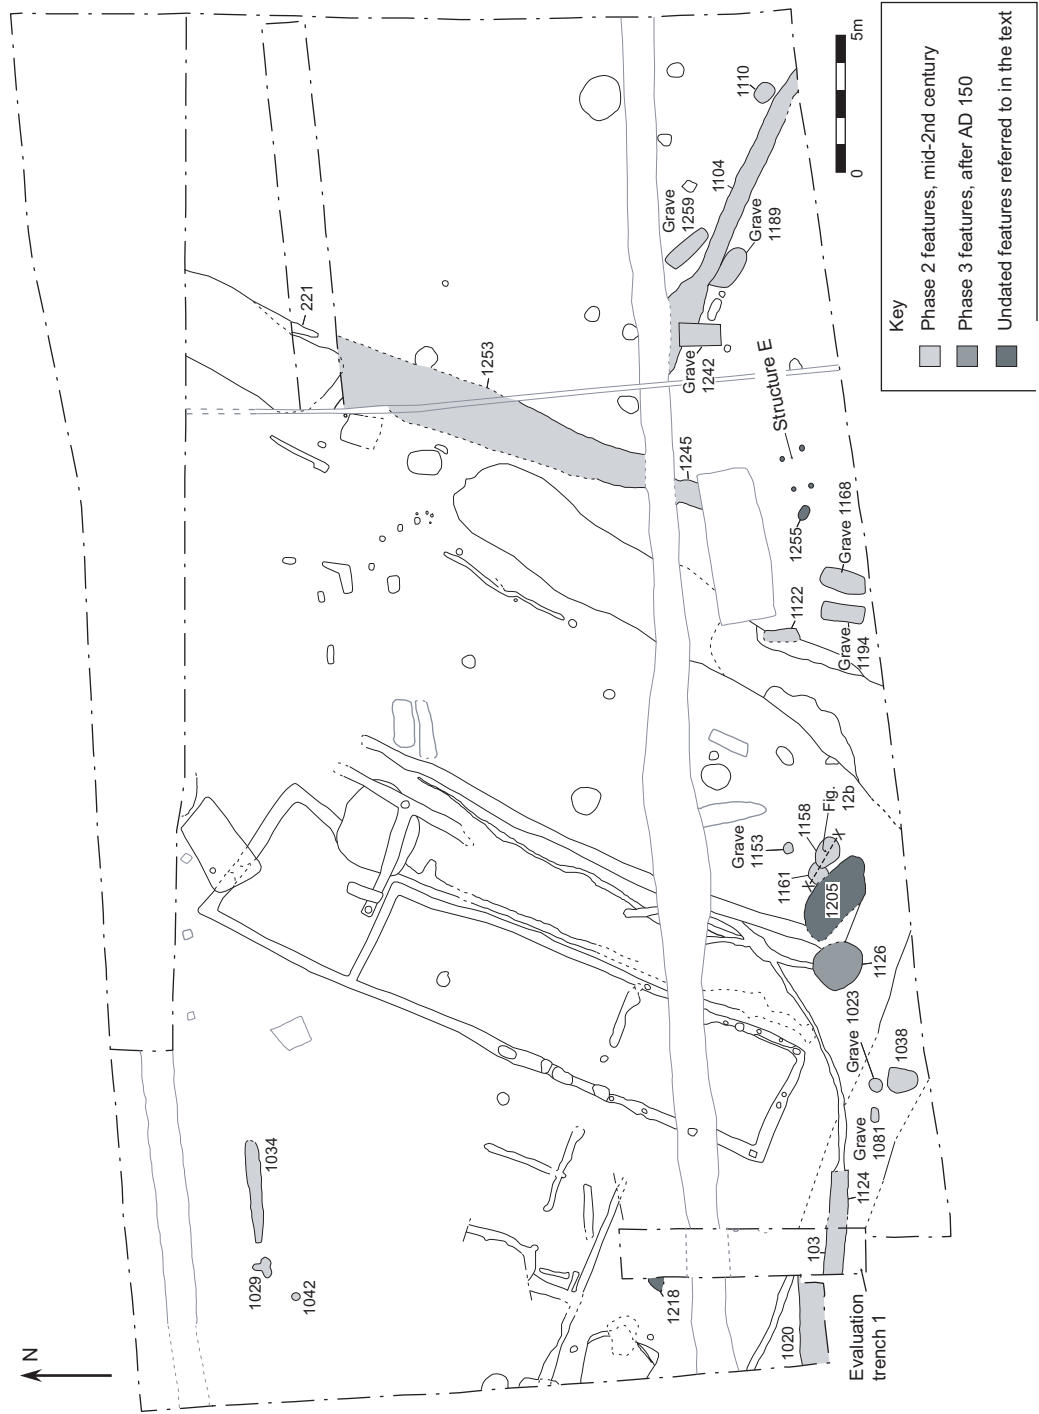 N
221
1253
1245
1110
1104
Grave
1259
Grave
1189
Grave
1242
Structure E
1255
Grave 1168
1122
Grave
1194
Grave
1153
1158
Fig.
12b
1161
X
X
1205
1126
Grave 1023
1038
Grave
1081
1124
103
1034
1029
1042
1218
1020
Evaluation
trench 1
0
5m
Key
Phase 2 features, mid-2nd century
Phase 3 features, after AD 150
Undated features referred to in the text